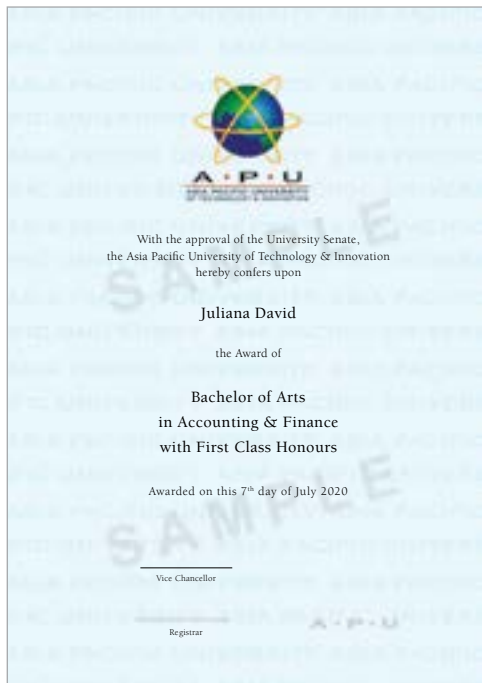 A · P · U
With the approval of the University Senate,
the Asia Pacific University of Technology & Innovation
hereby confers upon
Juliana David
the Award of
Bachelor of Arts
in Accounting & Finance
with First Class Honours
Awarded on this 7th day of July 2020
SAMPLE
SAMPLE
Vice Chancellor
Registrar
A · P · U